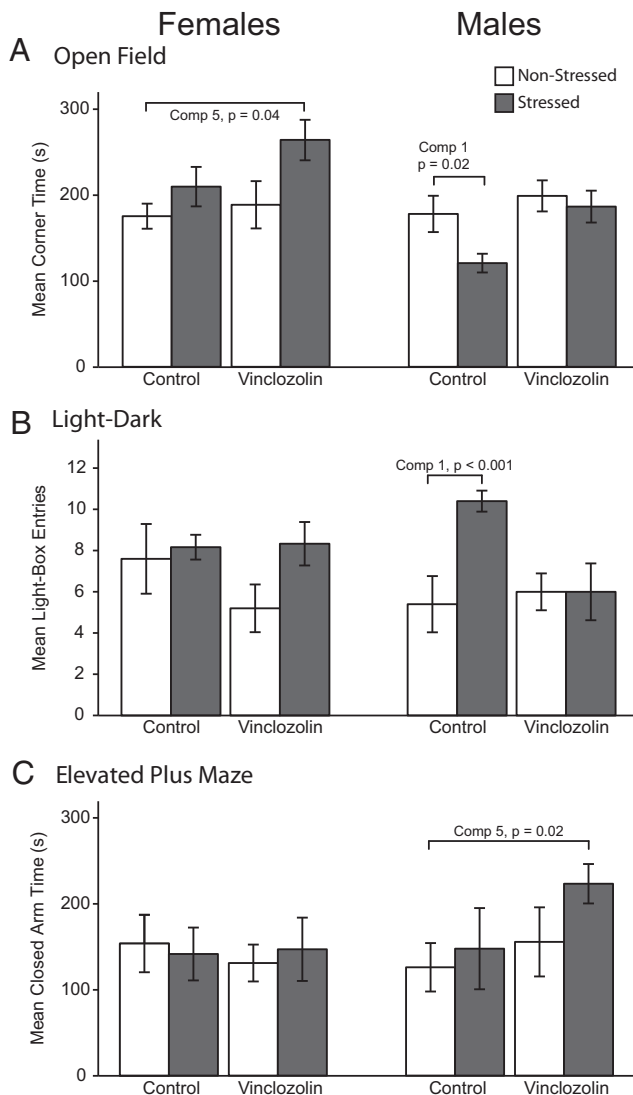 Females
Males
A
Open Field
Non-Stressed
Stressed
Mean Corner Time (s)
300
200
100
0
Comp 5, p = 0.04
Comp 1
p = 0.02
Control
Vinclozolin
Control
Vinclozolin
B
Light-Dark
Mean Light-Box Entries
12
10
8
6
4
2
0
Comp 1, p < 0.001
Control
Vinclozolin
Control
Vinclozolin
C
Elevated Plus Maze
Mean Closed Arm Time (s)
300
200
100
0
Comp 5, p = 0.02
Control
Vinclozolin
Control
Vinclozolin